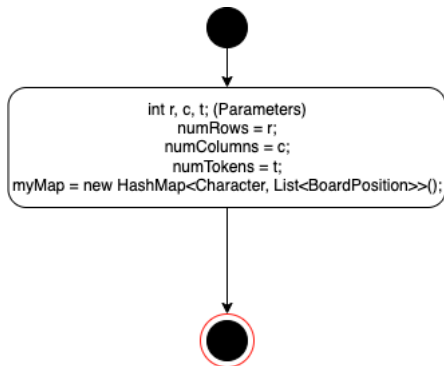 int r, c, t; (Parameters)
numRows = r;
numColumns = c;
numTokens = t;
myMap = new HashMap<Character, List<BoardPosition>>();